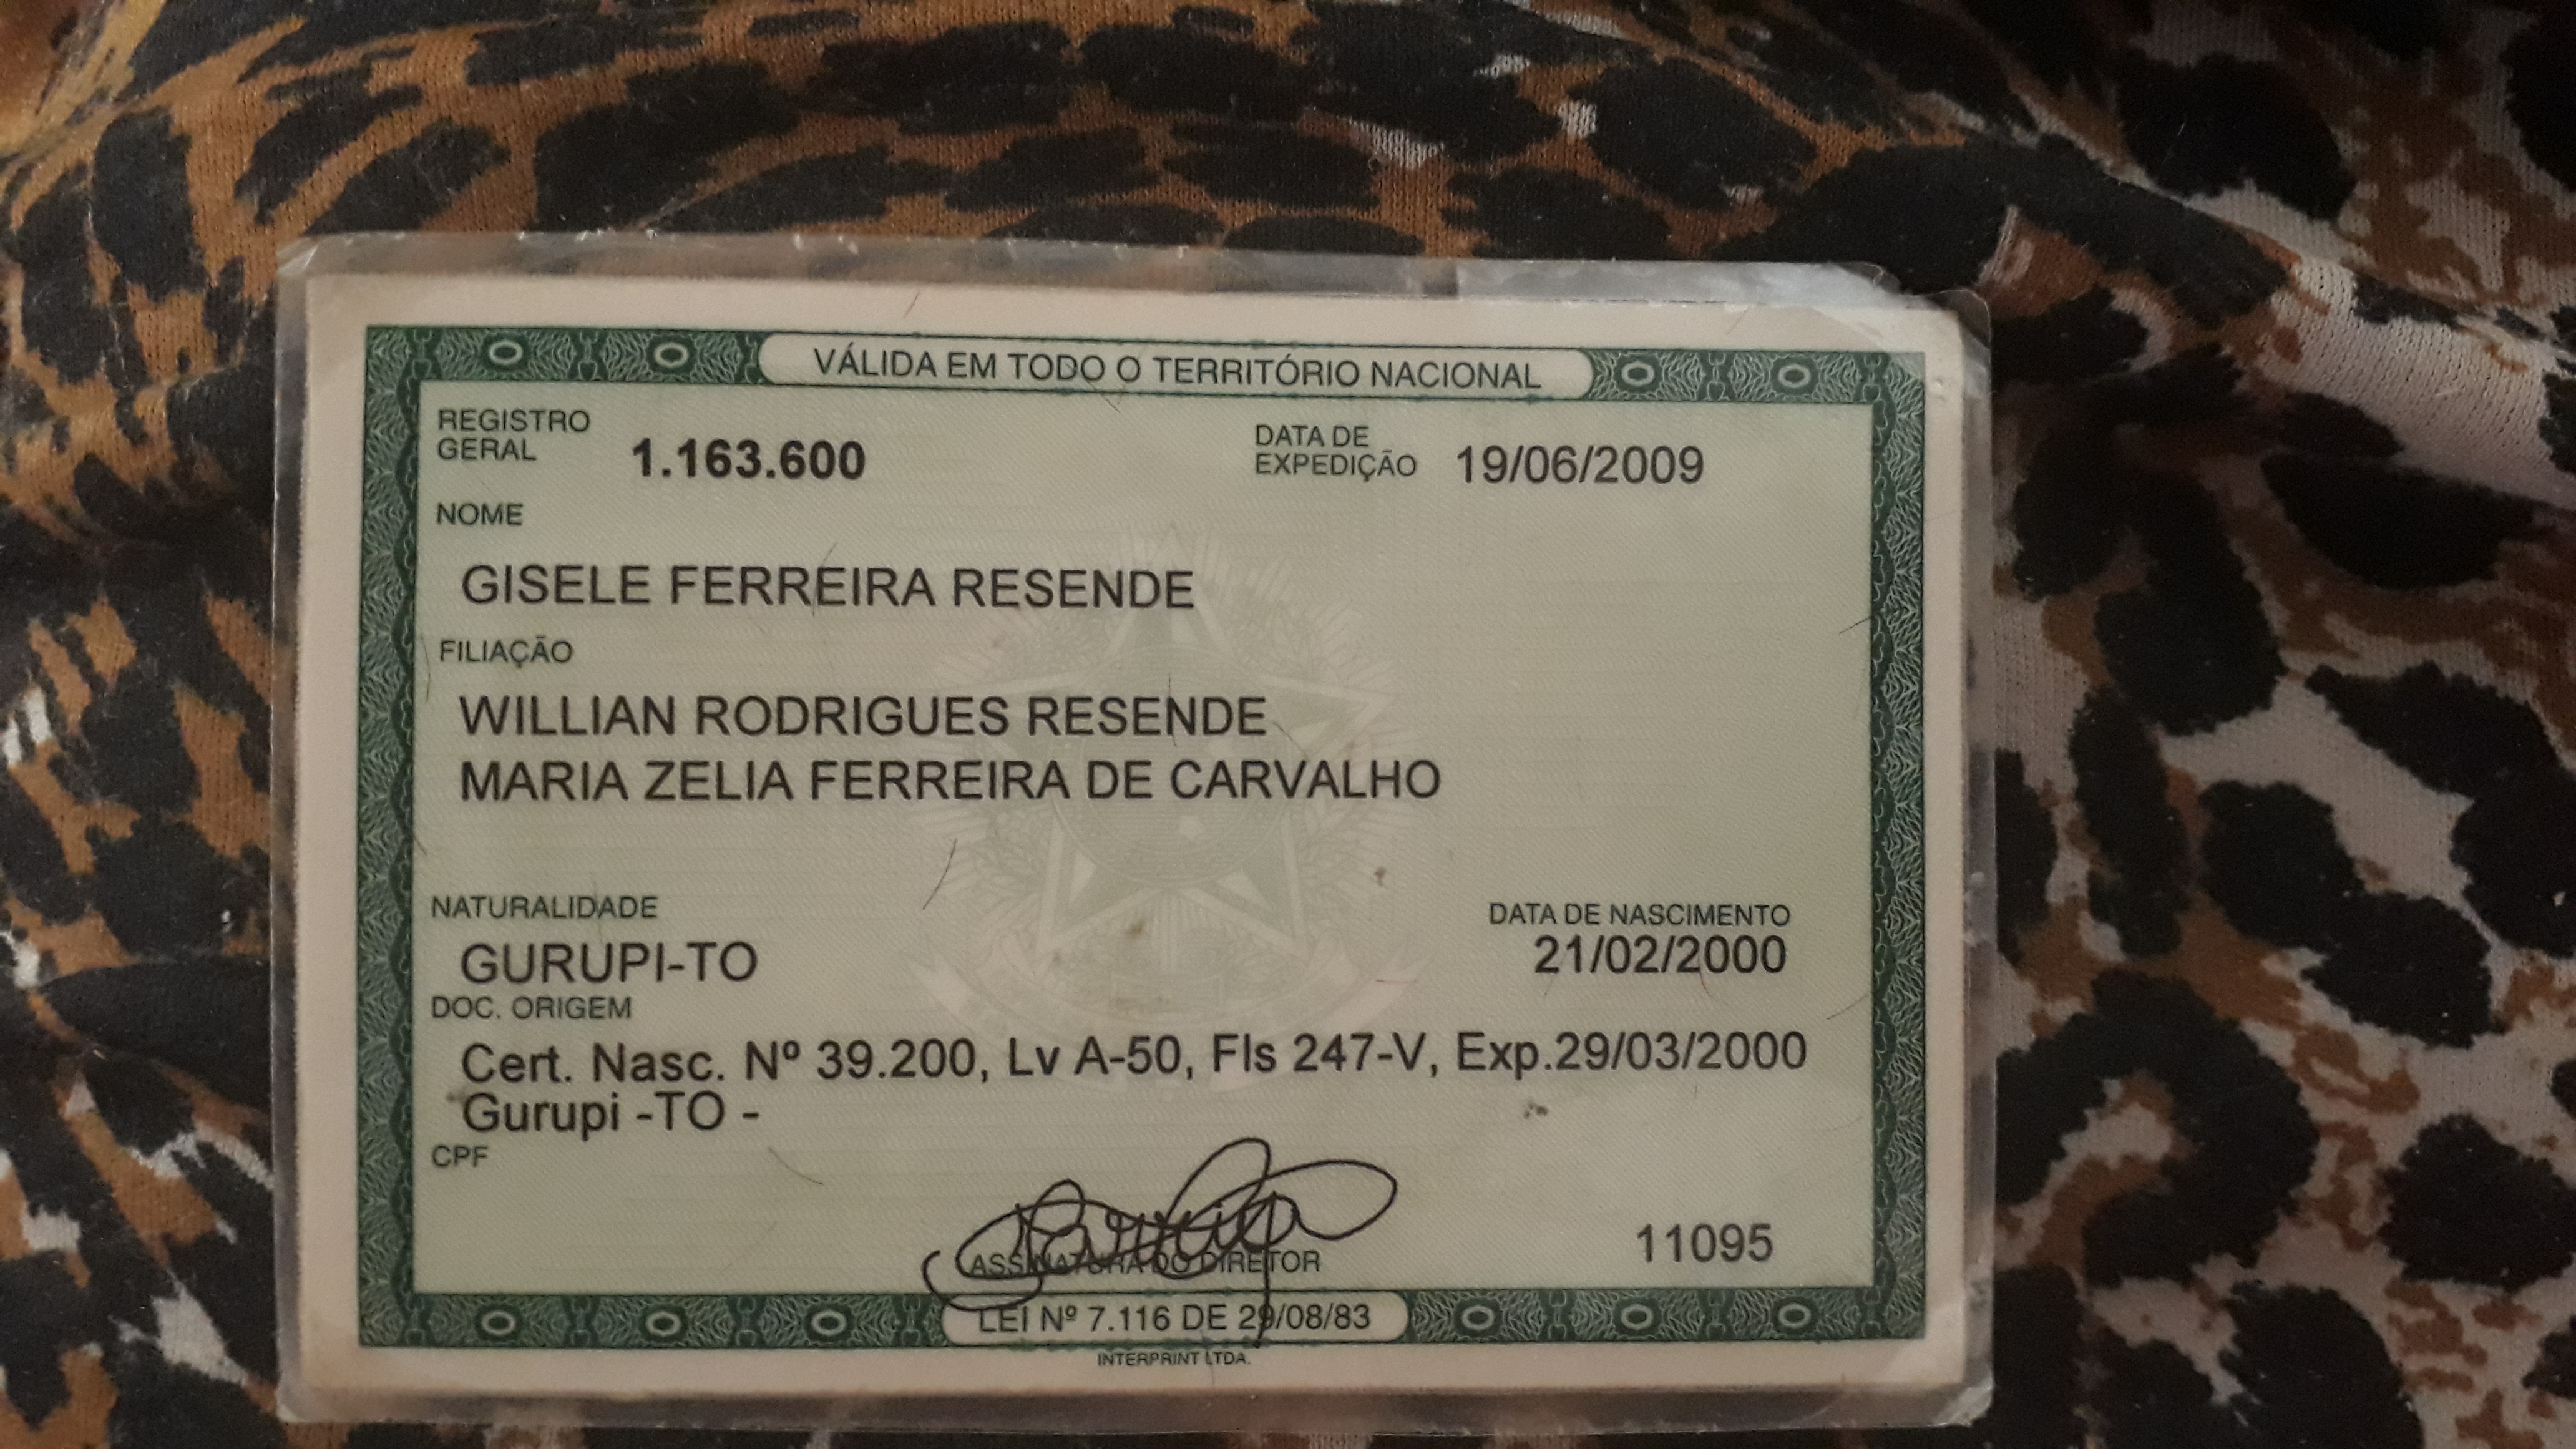 VÁLIDA EM TODO O TERRITÓRIO NACIONAL
REGISTRO GERAL 1.163.600 DATA DE EXPEDIÇÃO 19/06/2009
NOME
GISELE FERREIRA RESENDE
FILIAÇÃO
WILLIAN RODRIGUES RESENDE
MARIA ZELIA FERREIRA DE CARVALHO
NATURALIDADE DATA DE NASCIMENTO
GURUPI-TO 21/02/2000
DOC. ORIGEM
Cert. Nasc. Nº 39.200, Lv A-50, Fls 247-V, Exp.29/03/2000
Gurupi -TO -
CPF
11095
ASSINATURA DO DIRETOR
LEI Nº 7.116 DE 29/08/83
INTERPRINT LTDA.